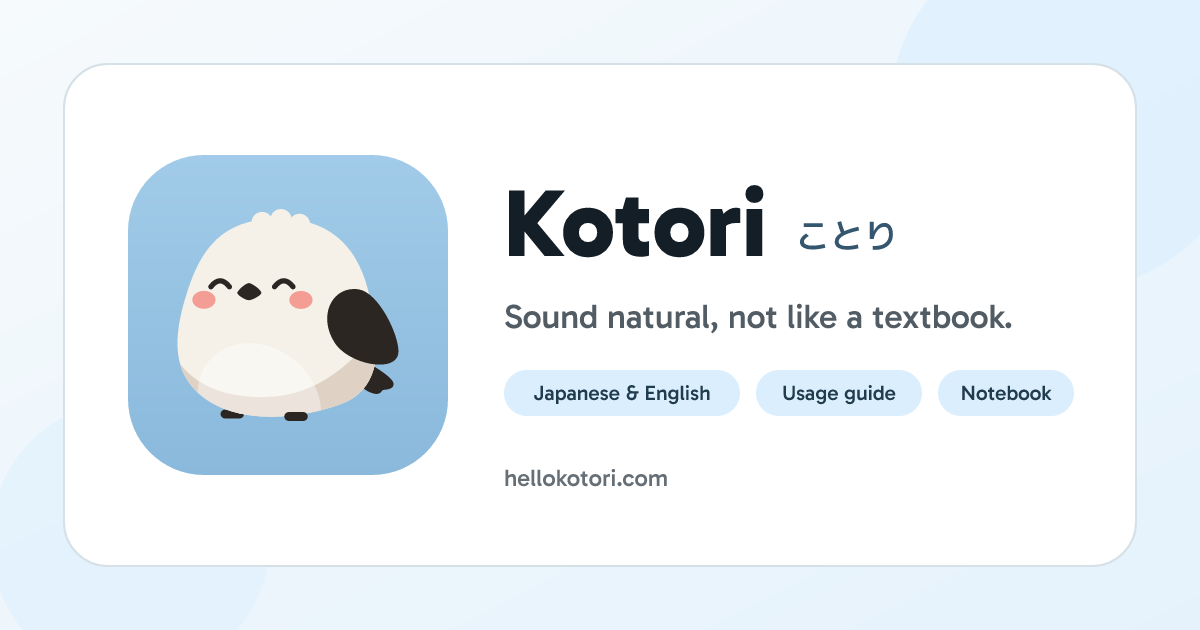 Kotori ことり
Sound natural, not like a textbook.
Japanese & English Usage guide Notebook
hellokotori.com